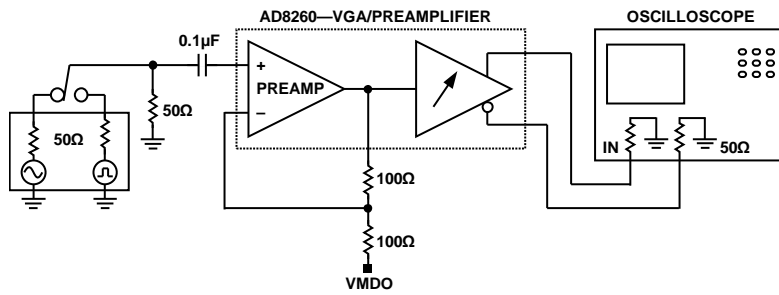 AD8260—VGA/PREAMPLIFIER
OSCILLOSCOPE
0.1µF
+
PREAMP
–
50Ω
50Ω
IN
50Ω
100Ω
100Ω
VMDO